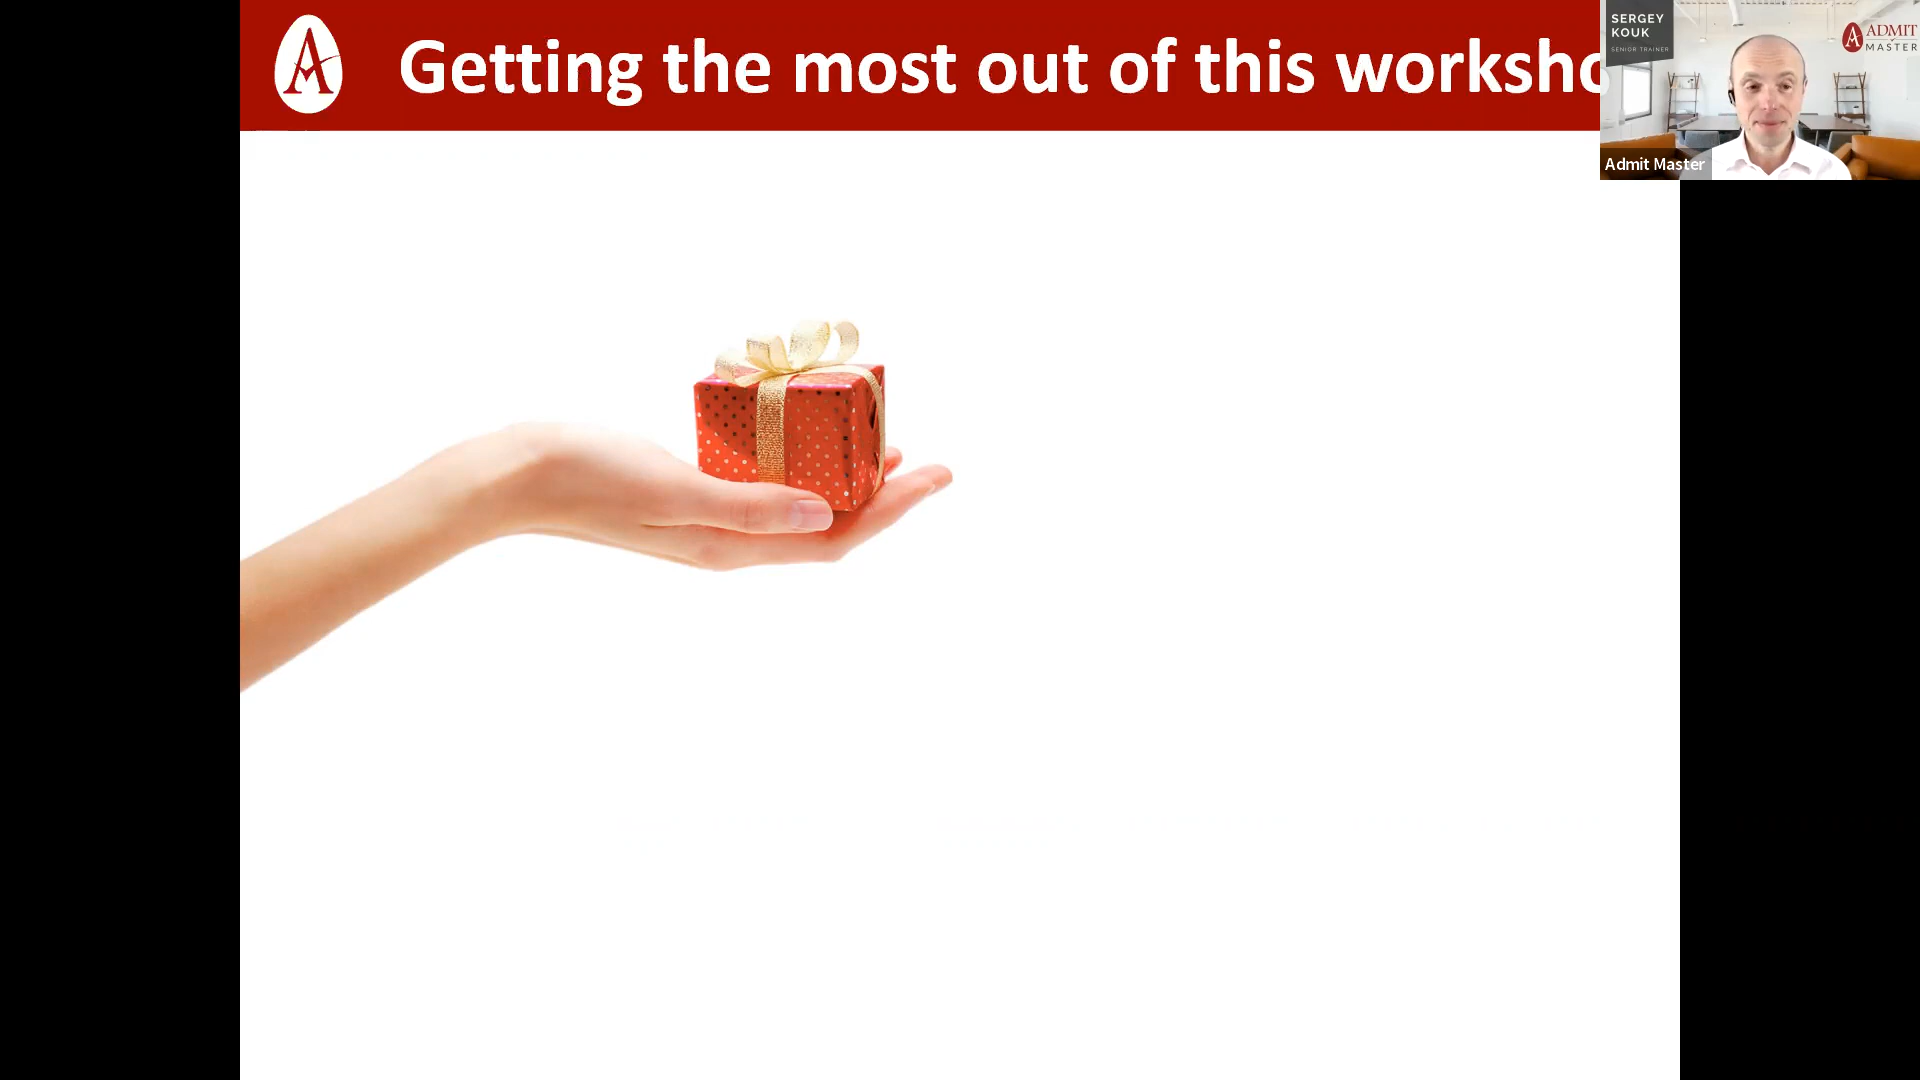 Getting the most out of this worksho
SERGEY
KOUK
SENIOR TRAINER
ADMIT
MASTER
Admit Master